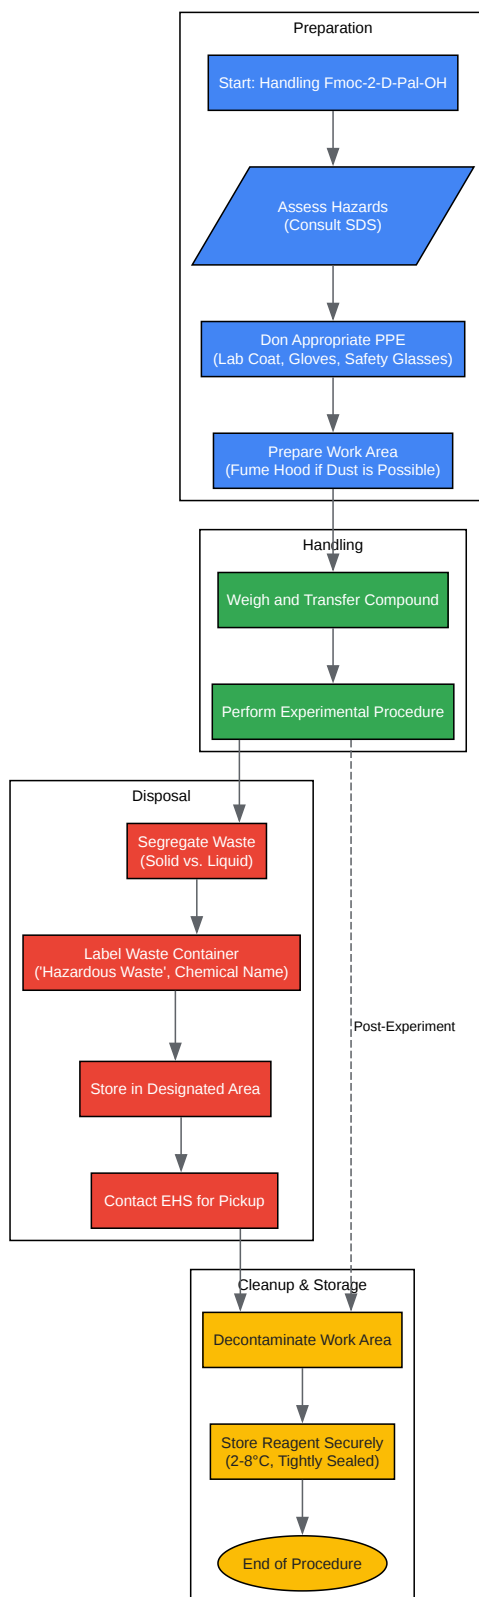 Preparation
Start: Handling Fmoc-2-D-Pal-OH
Assess Hazards
(Consult SDS)
Don Appropriate PPE
(Lab Coat, Gloves, Safety Glasses)
Prepare Work Area
(Fume Hood if Dust is Possible)
Handling
Weigh and Transfer Compound
Perform Experimental Procedure
Disposal
Segregate Waste
(Solid vs. Liquid)
Label Waste Container
('Hazardous Waste', Chemical Name)
Post-Experiment
Store in Designated Area
Contact EHS for Pickup
Cleanup & Storage
Decontaminate Work Area
Store Reagent Securely
(2-8°C, Tightly Sealed)
End of Procedure